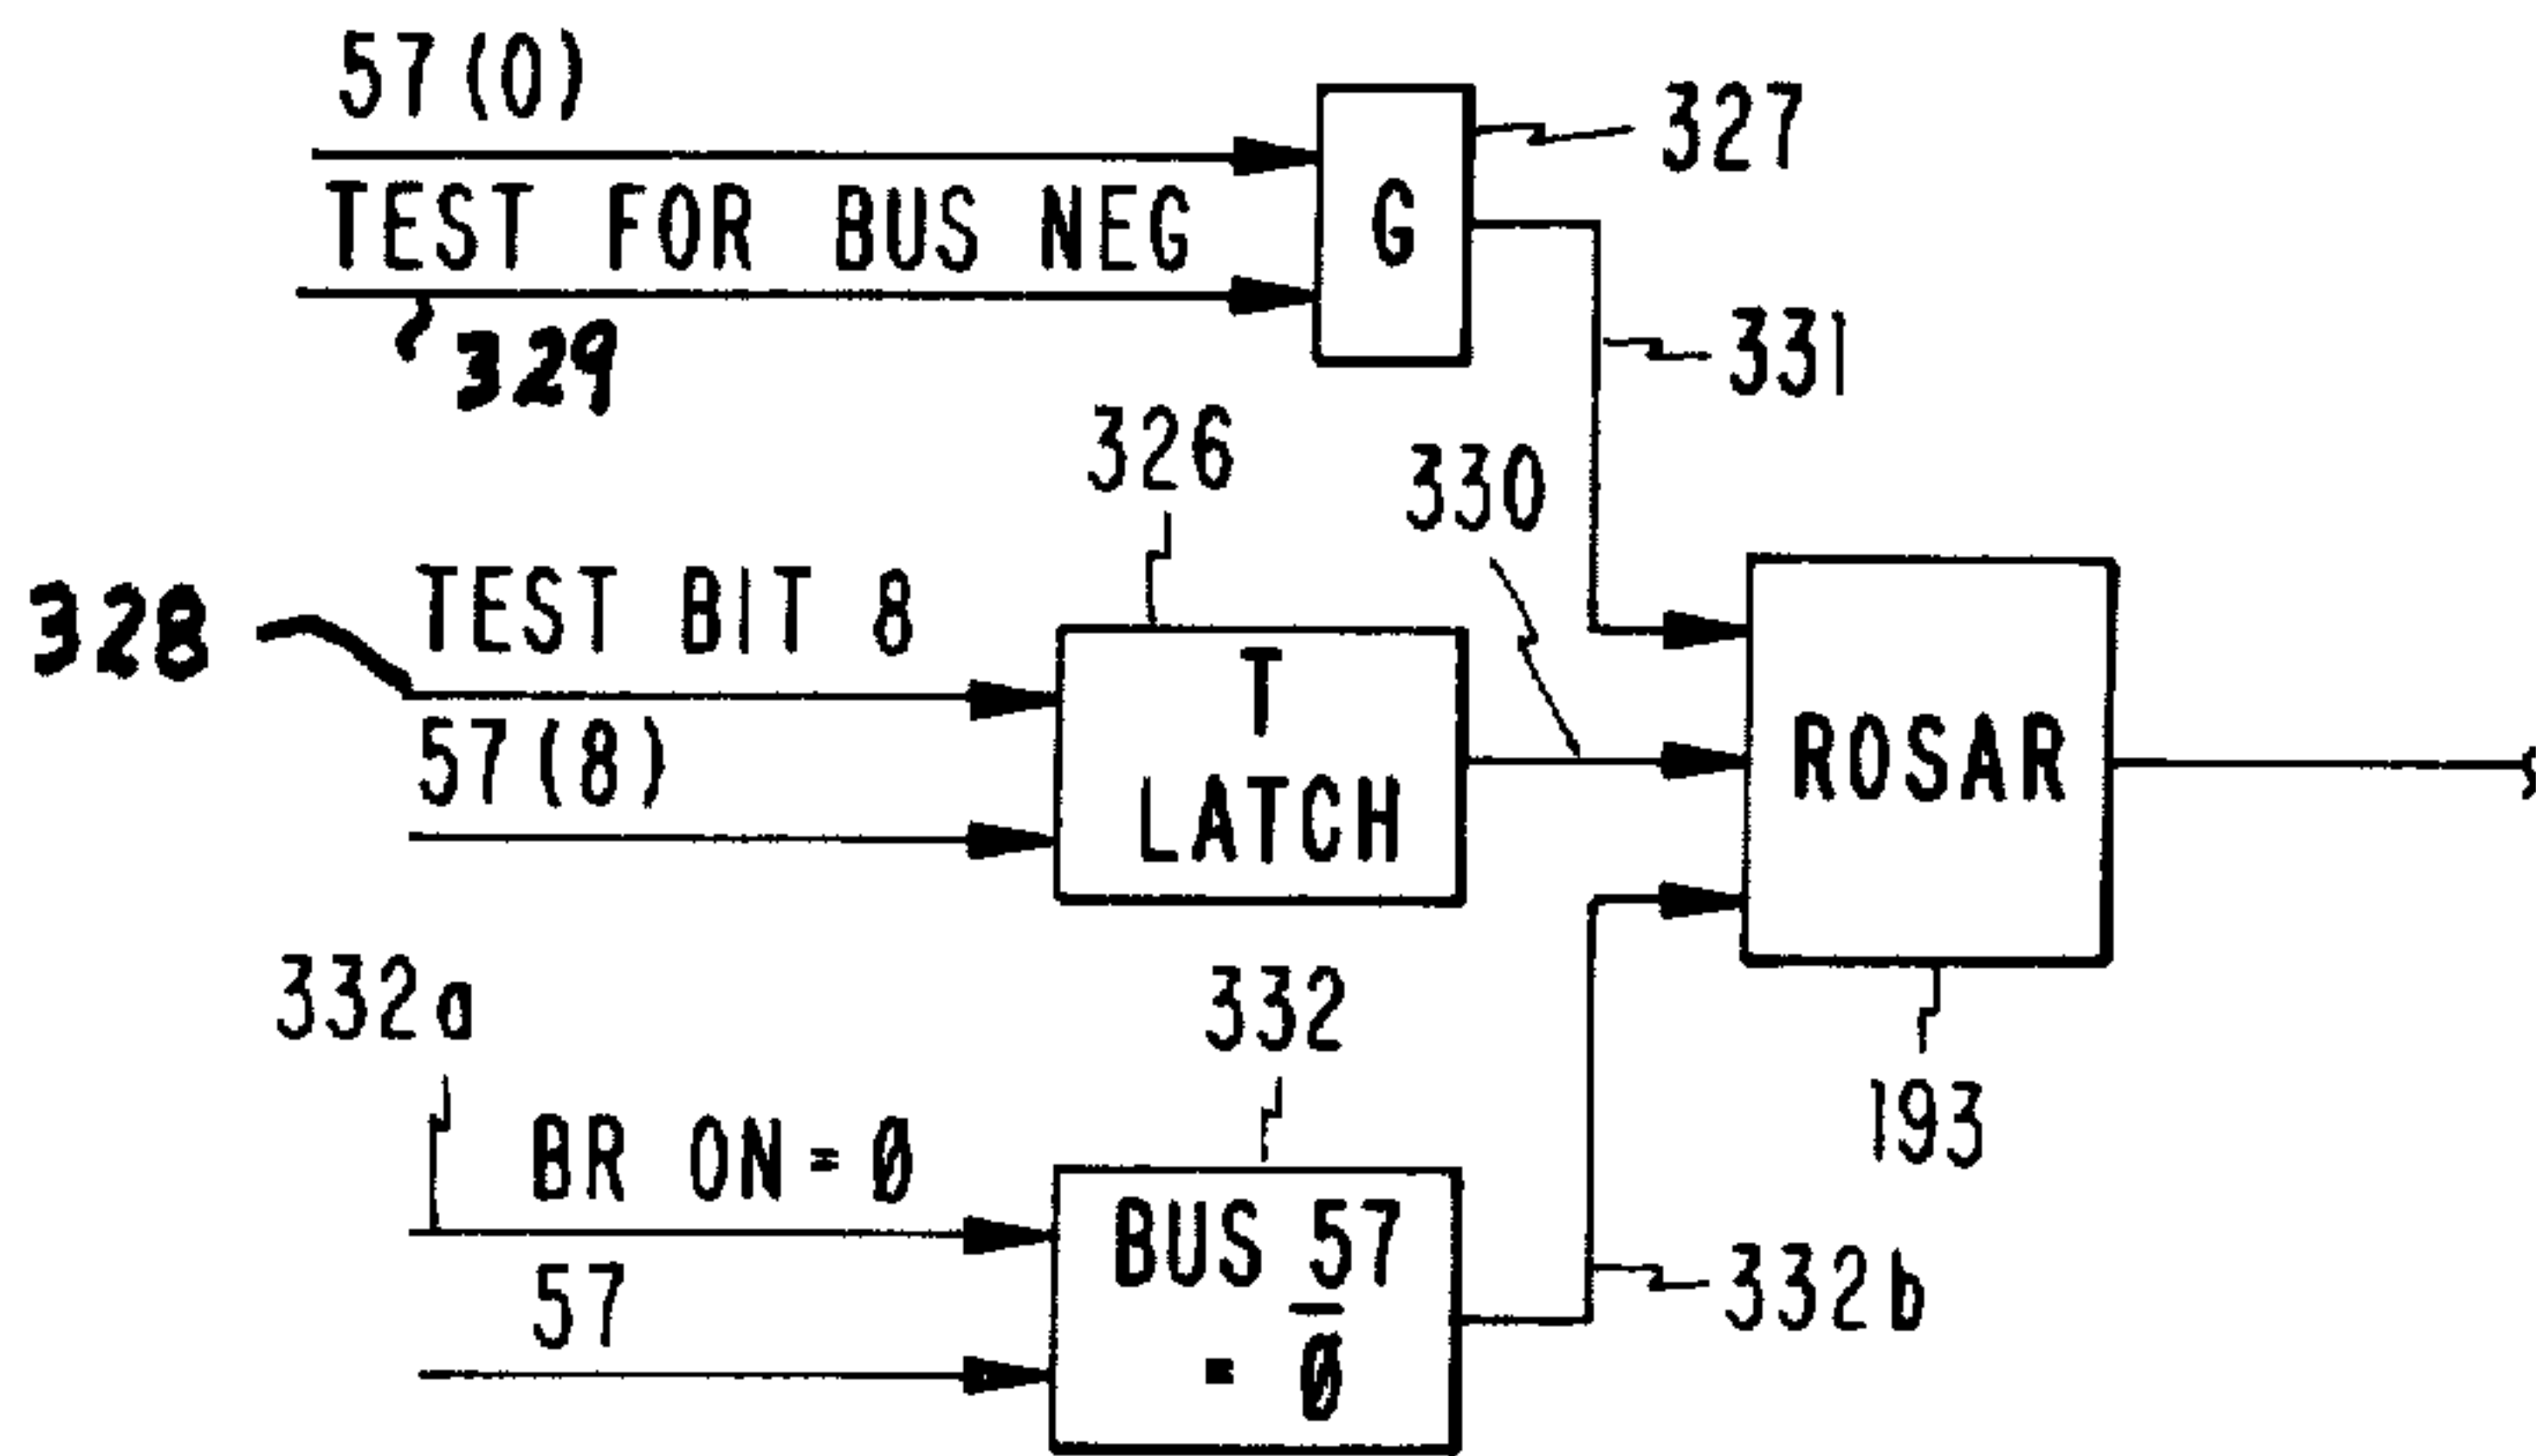 57(0)
327
TEST FOR BUS NEG
G
329
331
326
330
328
TEST BIT 8
T
LATCH
57(8)
ROSAR
332a
332
193
BR ON = Ø
BUS 57
= Ø̅
57
332b